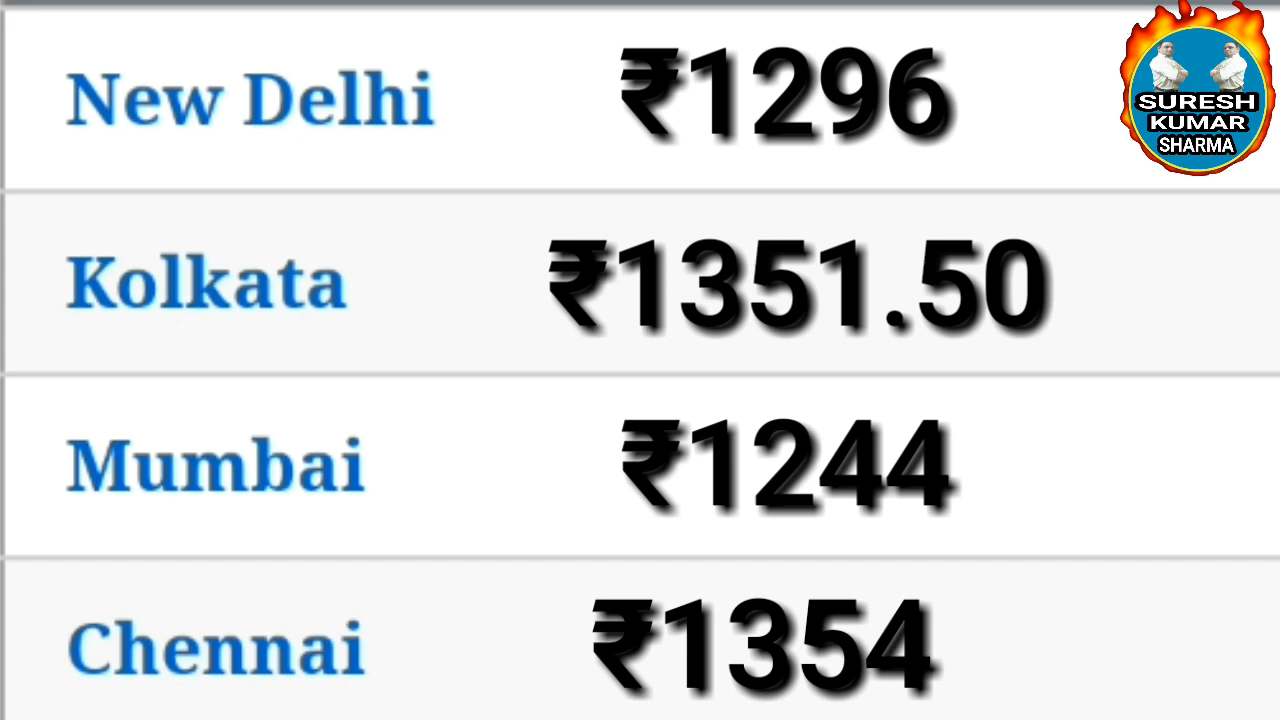 New Delhi ₹1296
Kolkata ₹1351.50
Mumbai ₹1244
Chennai ₹1354
SURESH
KUMAR
SHARMA